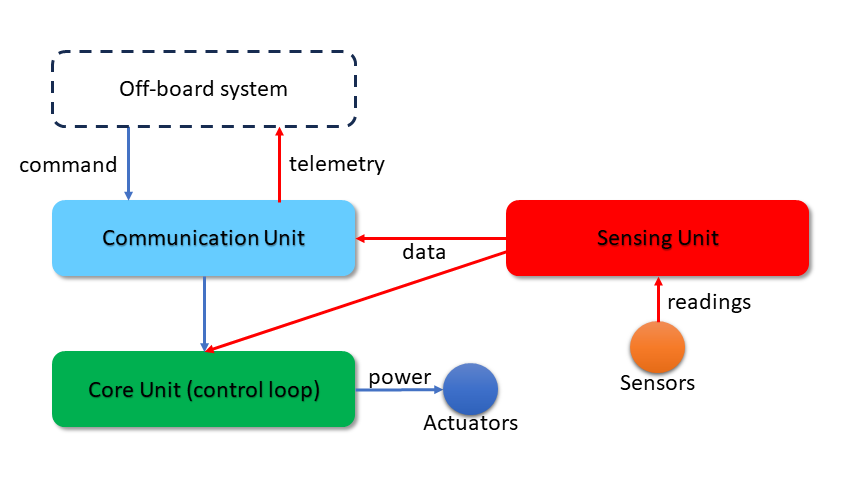 Off-board system
command
telemetry
Communication Unit
Sensing Unit
data
readings
Core Unit (control loop)
power
Sensors
Actuators